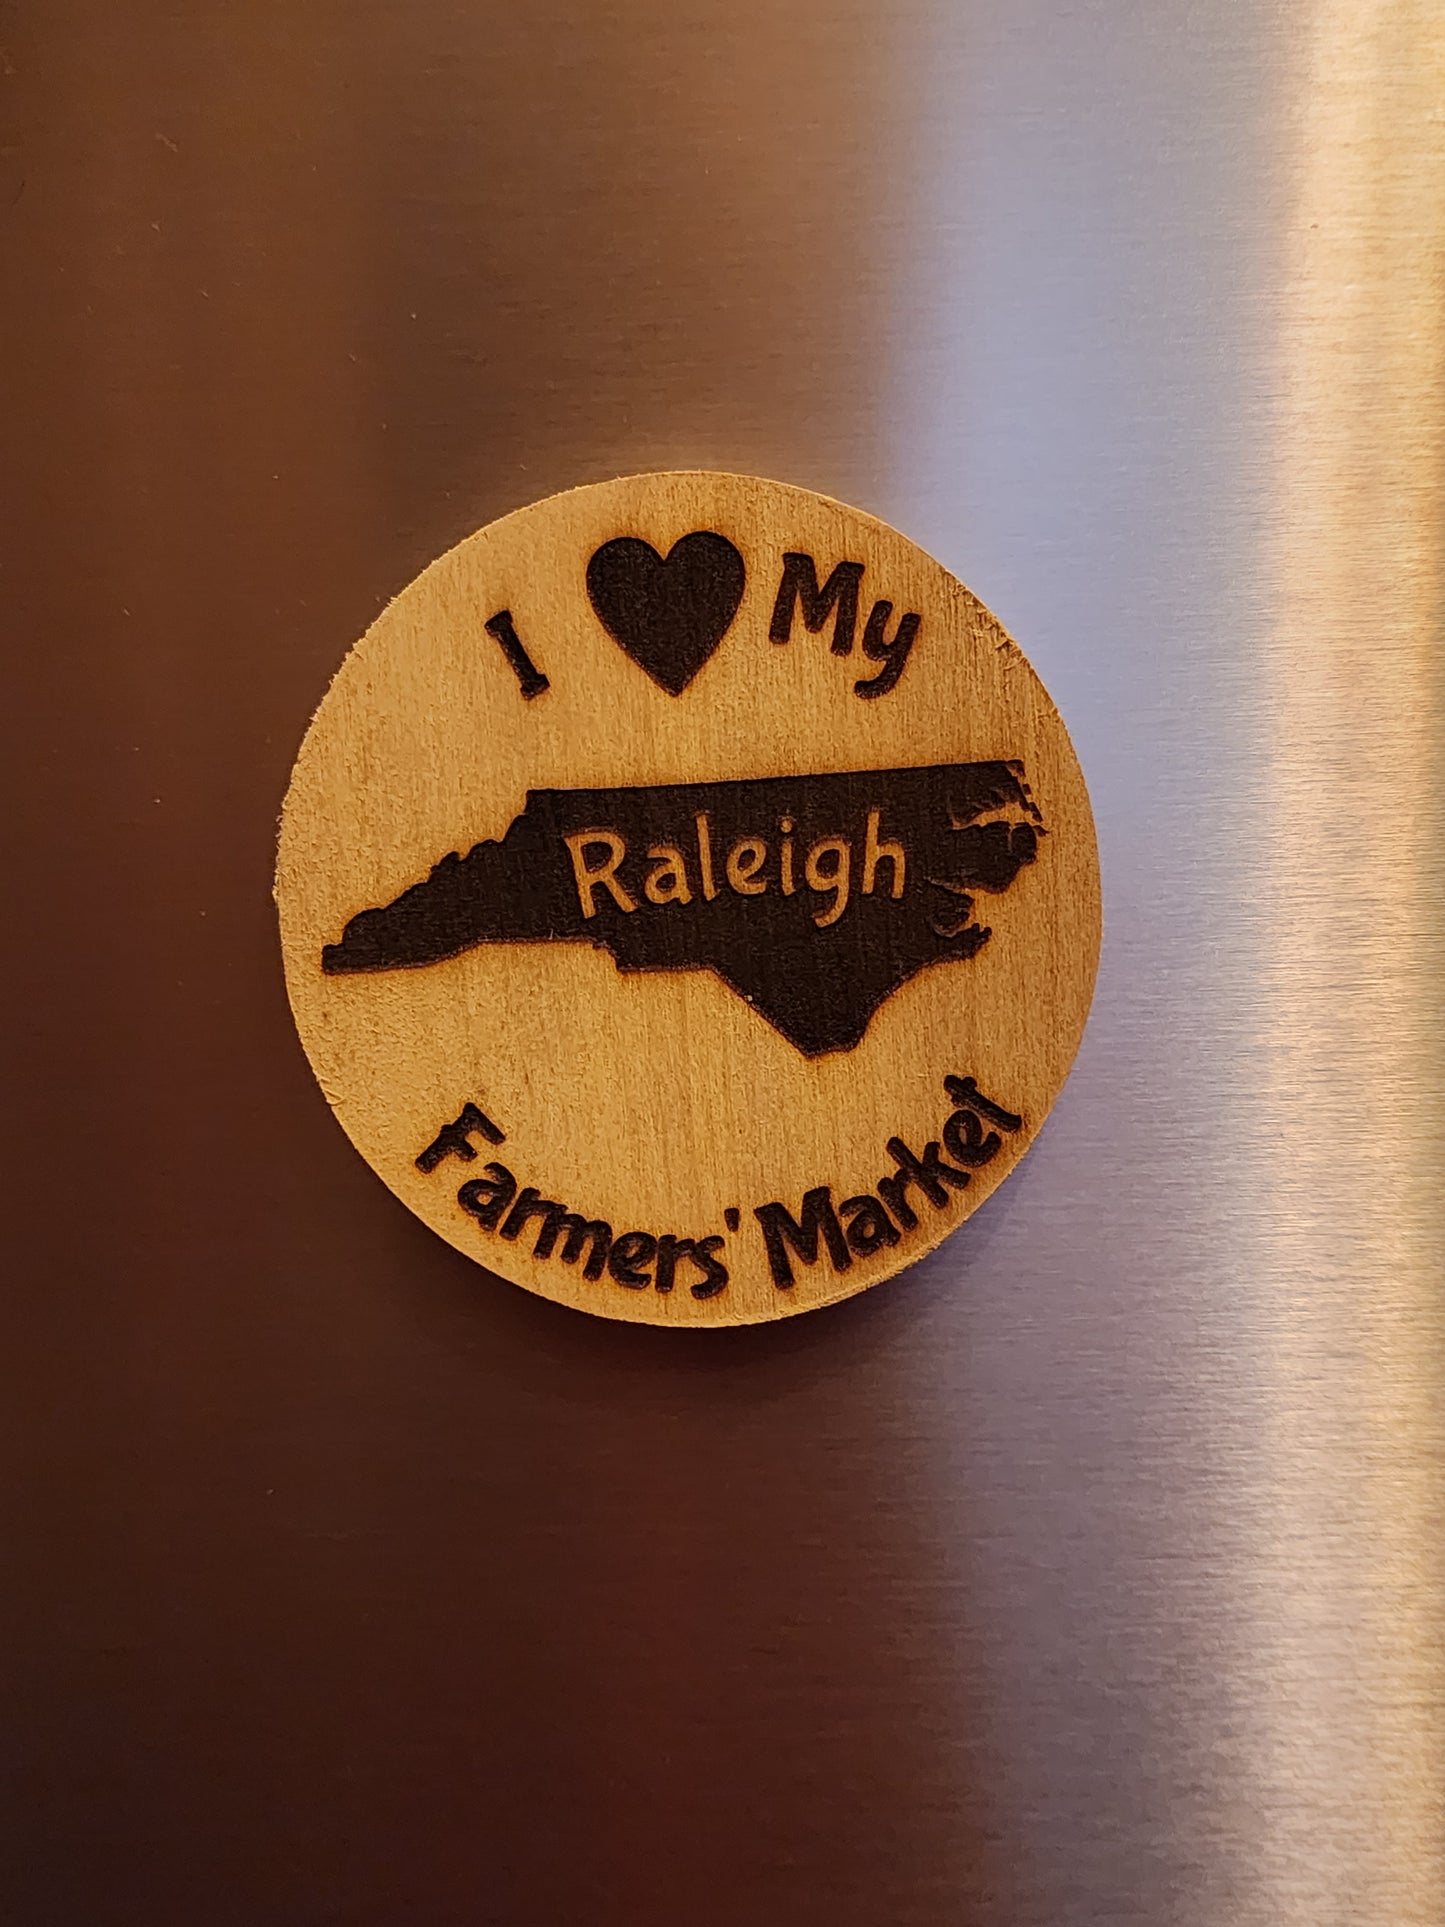 I ♥ My
Raleigh
Farmers' Market